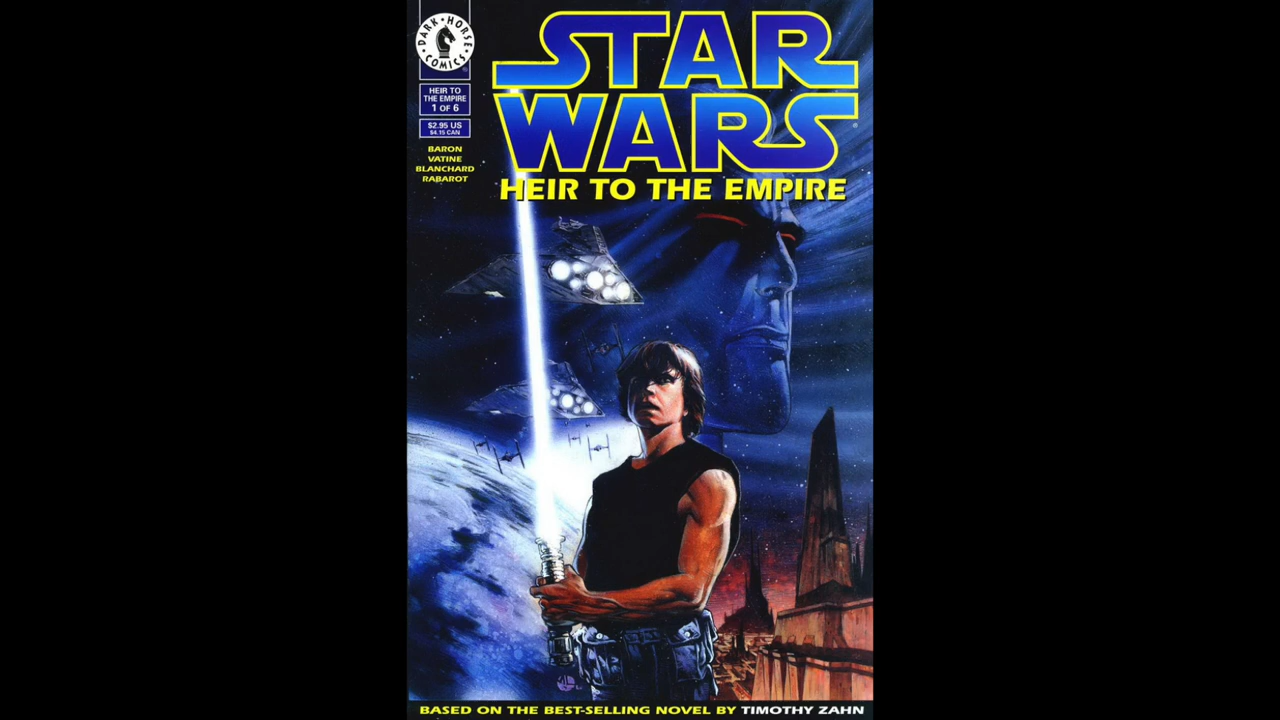 DARK HORSE COMICS
HEIR TO
THE EMPIRE
1 OF 6
$2.95 US
$4.15 CAN
BARON
VATINE
BLANCHARD
RABAROT
STAR
WARS
HEIR TO THE EMPIRE
BASED ON THE BEST-SELLING NOVEL BY TIMOTHY ZAHN